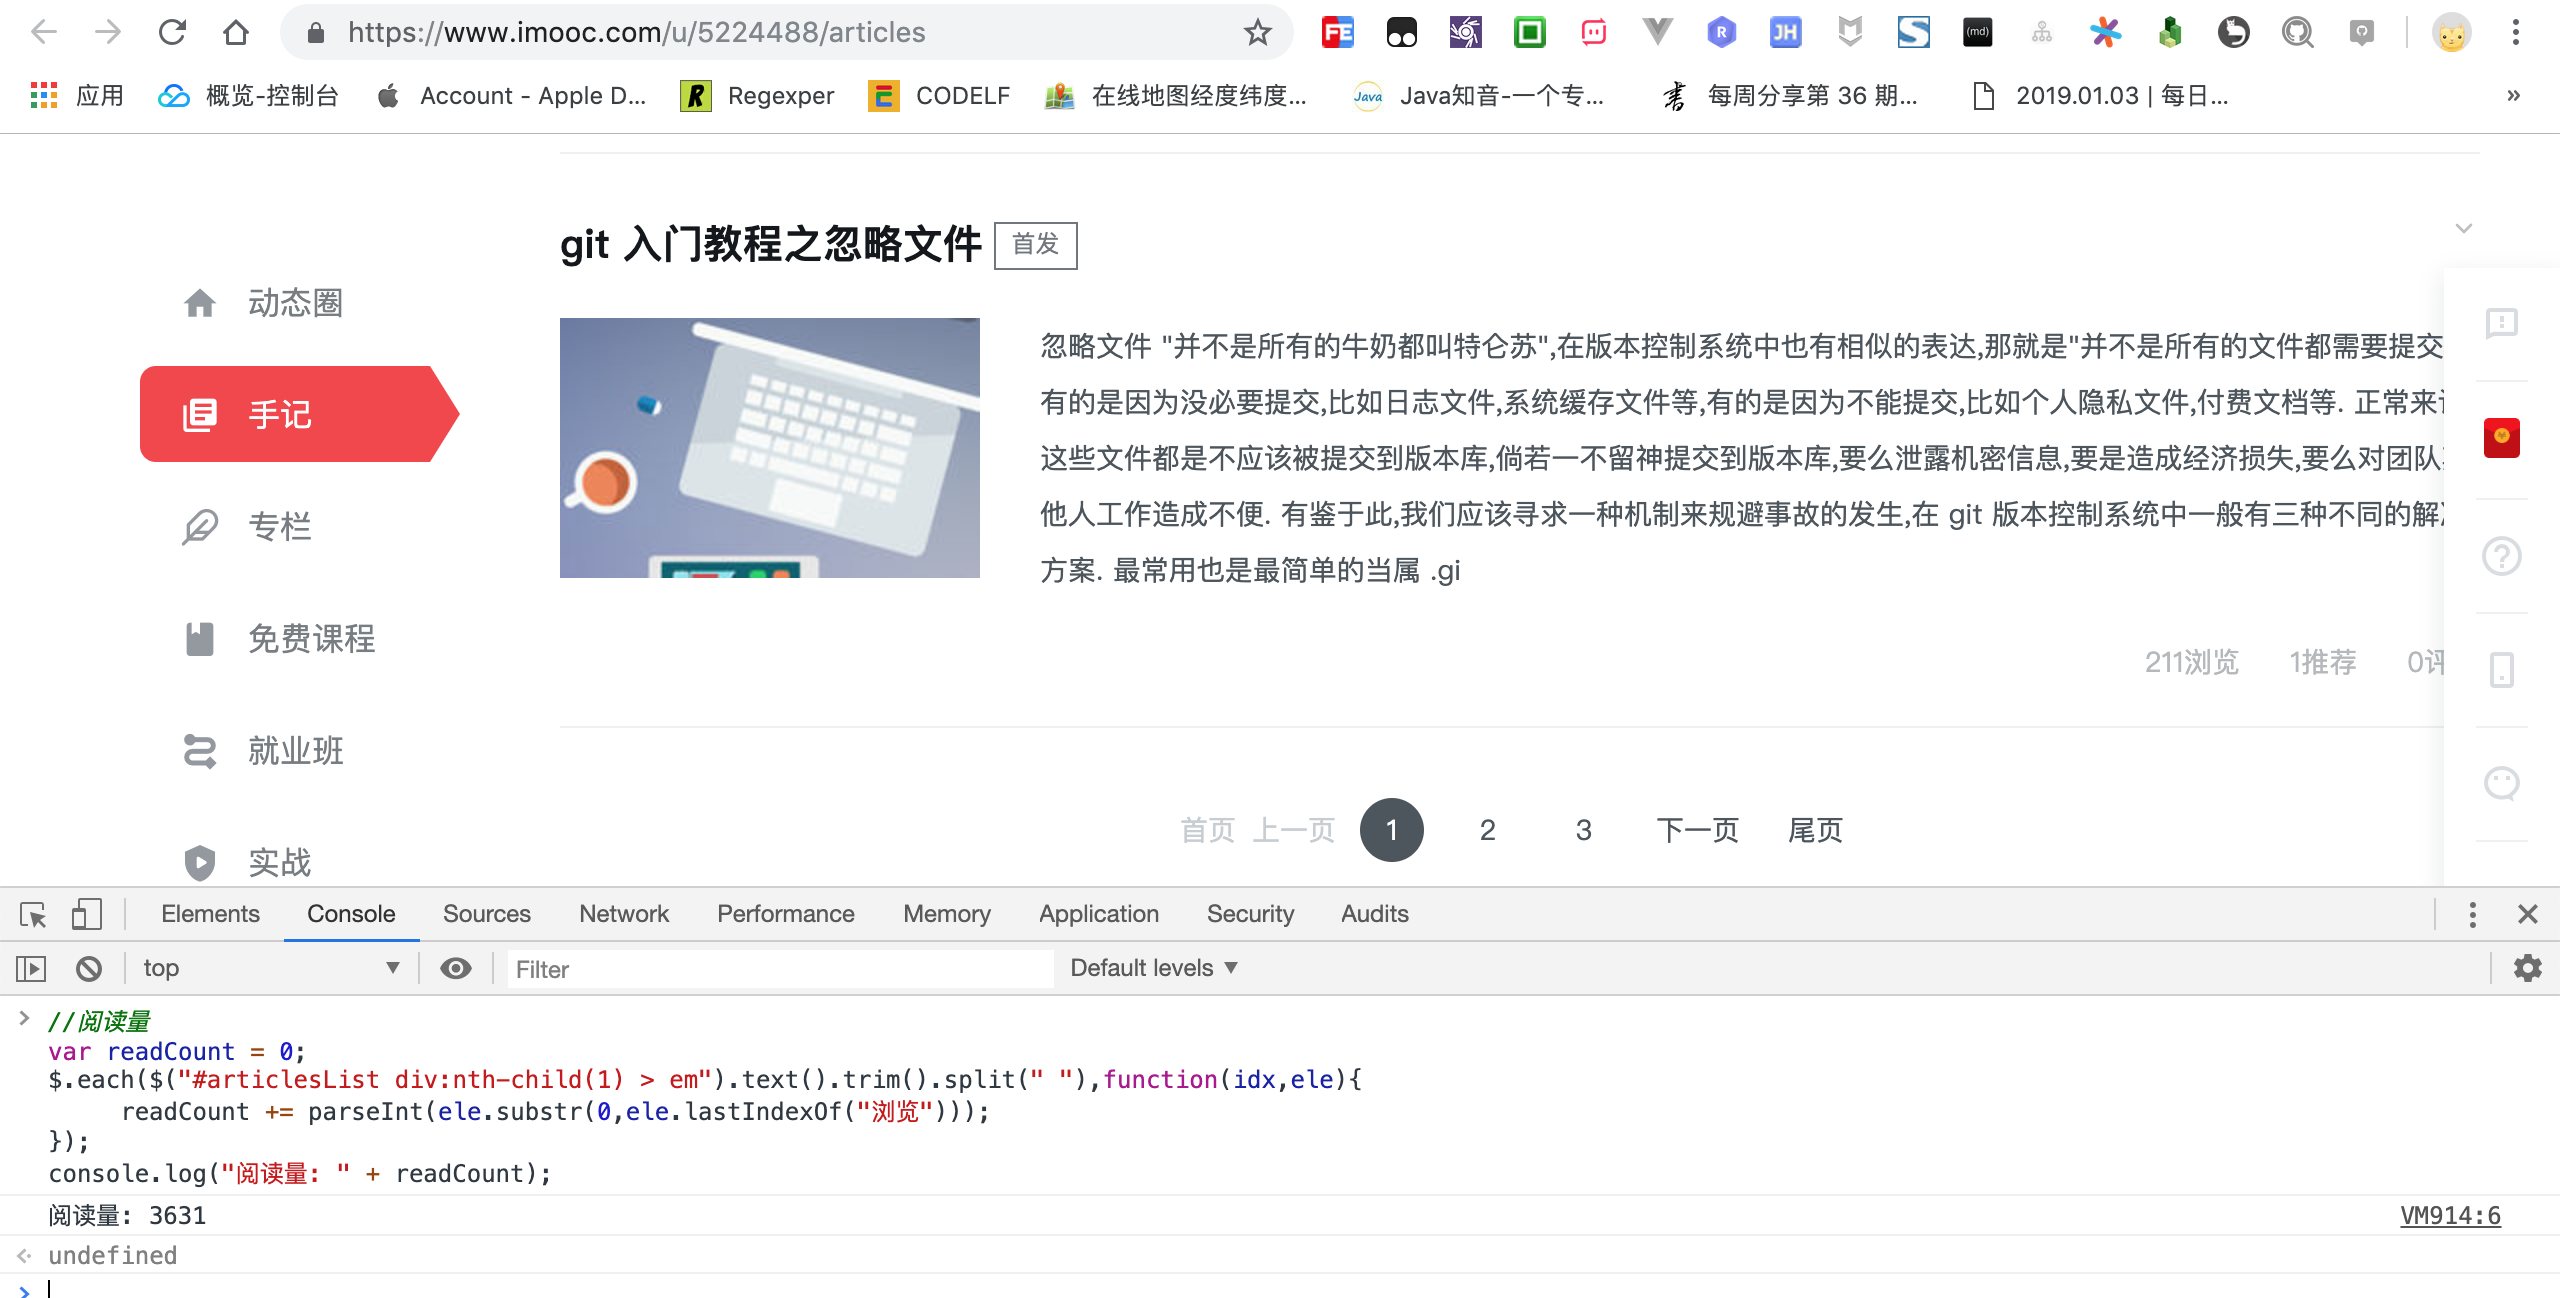 https://www.imooc.com/u/5224488/articles
FE
R
JH
(md)
应用
概览-控制台
Account - Apple D...
R Regexper
E CODELF
在线地图经度纬度...
Java Java知音-一个专...
每周分享第 36 期...
2019.01.03 | 每日...
»
git 入门教程之忽略文件 首发
动态圈
手记
专栏
免费课程
就业班
实战
忽略文件 "并不是所有的牛奶都叫特仑苏",在版本控制系统中也有相似的表达,那就是"并不是所有的文件都需要提交
有的是因为没必要提交,比如日志文件,系统缓存文件等,有的是因为不能提交,比如个人隐私文件,付费文档等. 正常来
这些文件都是不应该被提交到版本库,倘若一不留神提交到版本库,要么泄露机密信息,要是造成经济损失,要么对团队
他人工作造成不便. 有鉴于此,我们应该寻求一种机制来规避事故的发生,在 git 版本控制系统中一般有三种不同的解
方案. 最常用也是最简单的当属 .gi
211浏览 1推荐 0评
首页 上一页 1 2 3 下一页 尾页
Elements Console Sources Network Performance Memory Application Security Audits
top ▼ Filter Default levels ▼
> //阅读量
var readCount = 0;
$.each($("#articlesList div:nth-child(1) > em").text().trim().split(" "),function(idx,ele){
readCount += parseInt(ele.substr(0,ele.lastIndexOf("浏览")));
});
console.log("阅读量: " + readCount);
阅读量: 3631 VM914:6
undefined
>